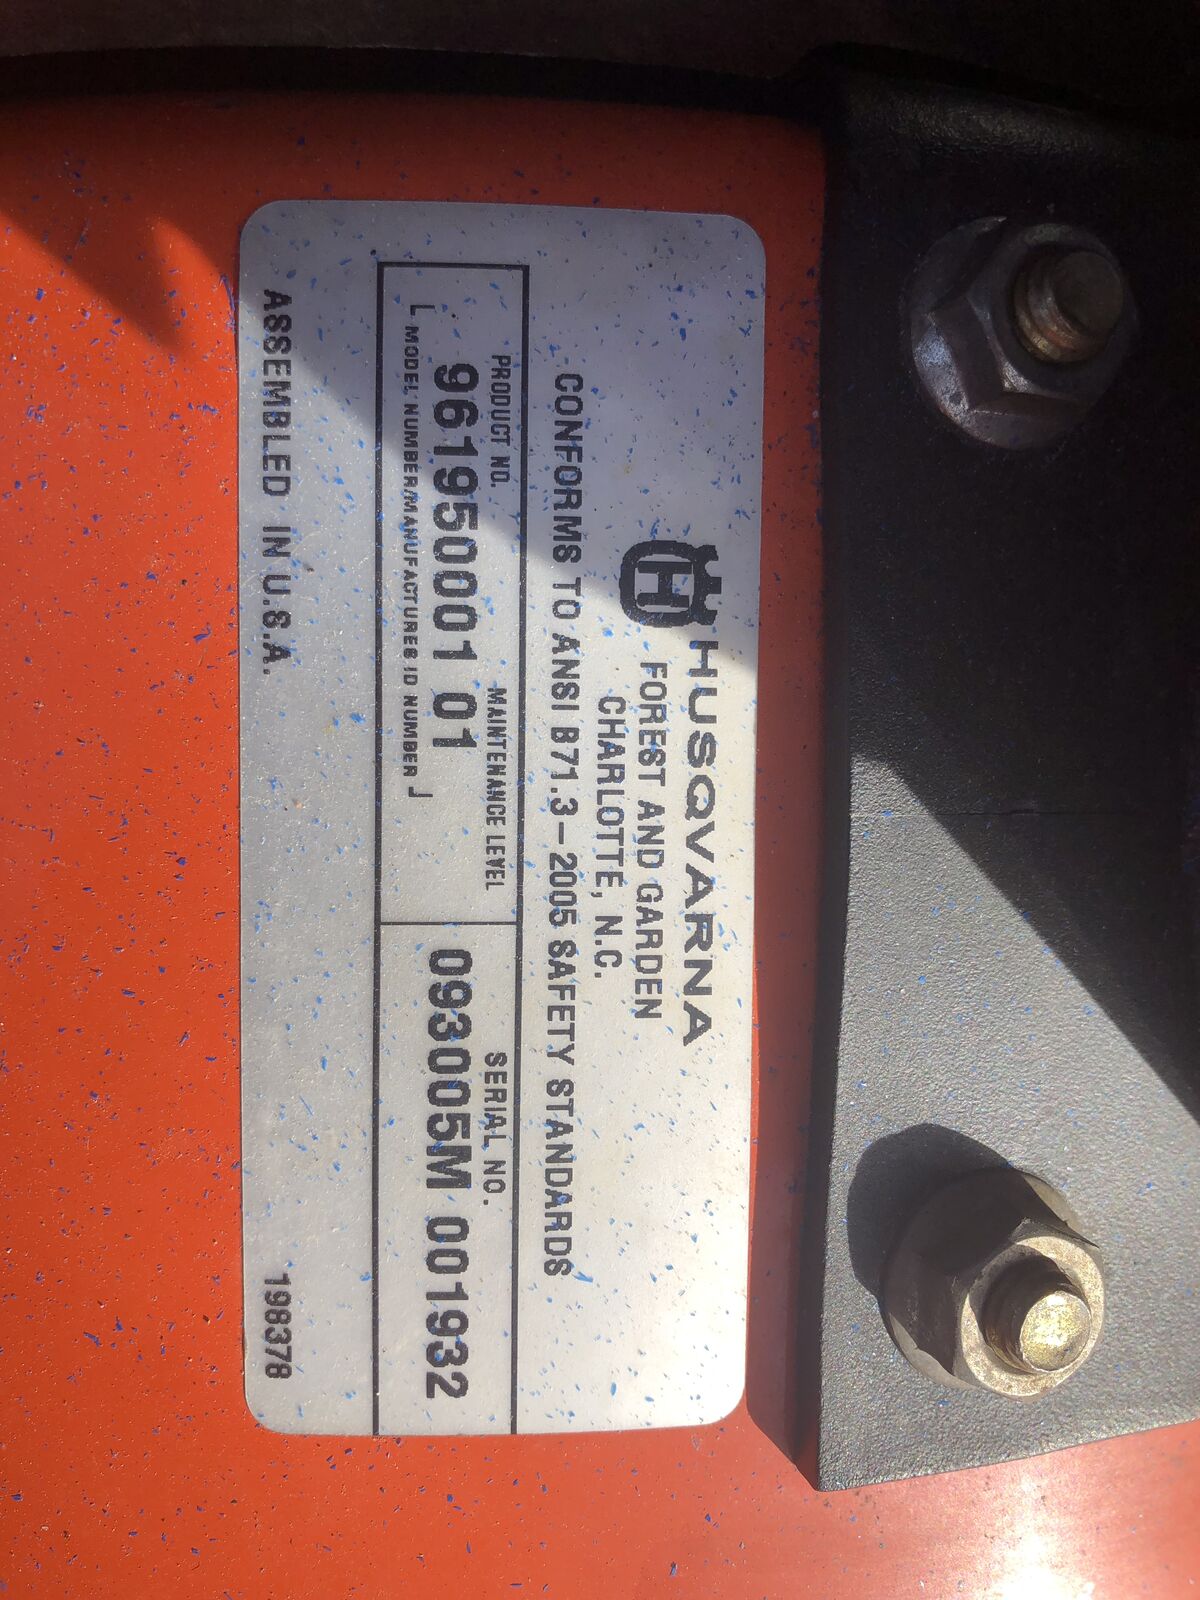 HUSQVARNA
FOREST AND GARDEN
CHARLOTTE, N.C.
CONFORMS TO ANSI B71.3-2005 SAFETY STANDARDS
PRODUCT NO. MAINTENANCE LEVEL
961950001 01
MODEL NUMBER/MANUFACTURES ID NUMBER
SERIAL NO.
093005M 001932
ASSEMBLED IN U.S.A. 198378